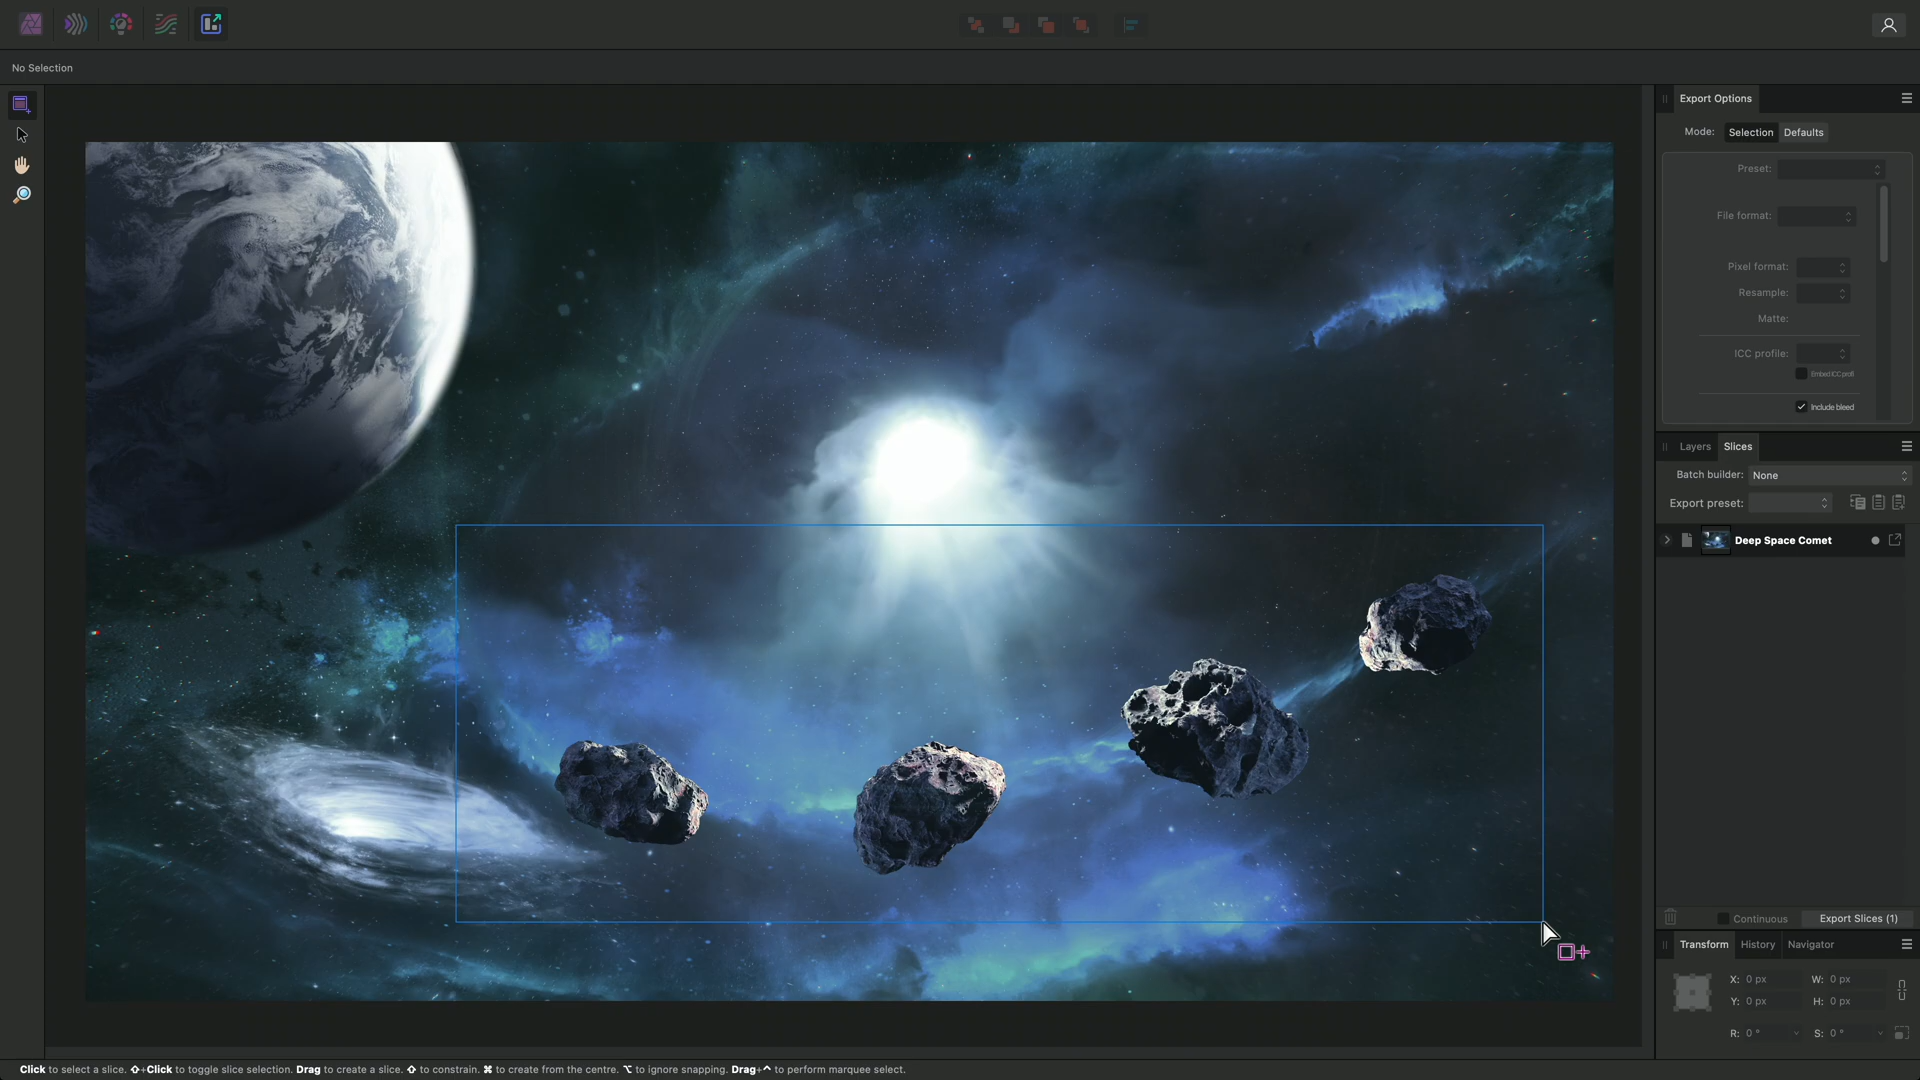 No Selection
Export Options
Mode: Selection Defaults
Preset:
File format:
Pixel format:
Resample:
Matte:
ICC profile:
Embed ICC profi
Include bleed
Layers Slices
Batch builder: None
Export preset:
Deep Space Comet
Continuous Export Slices (1)
Transform History Navigator
X: 0 px W: 0 px
Y: 0 px H: 0 px
R: 0 ° S: 0 °
Click to select a slice. ⇧+Click to toggle slice selection. Drag to create a slice. ⇧ to constrain. ⌘ to create from the centre. ⌥ to ignore snapping. Drag+⌃ to perform marquee select.